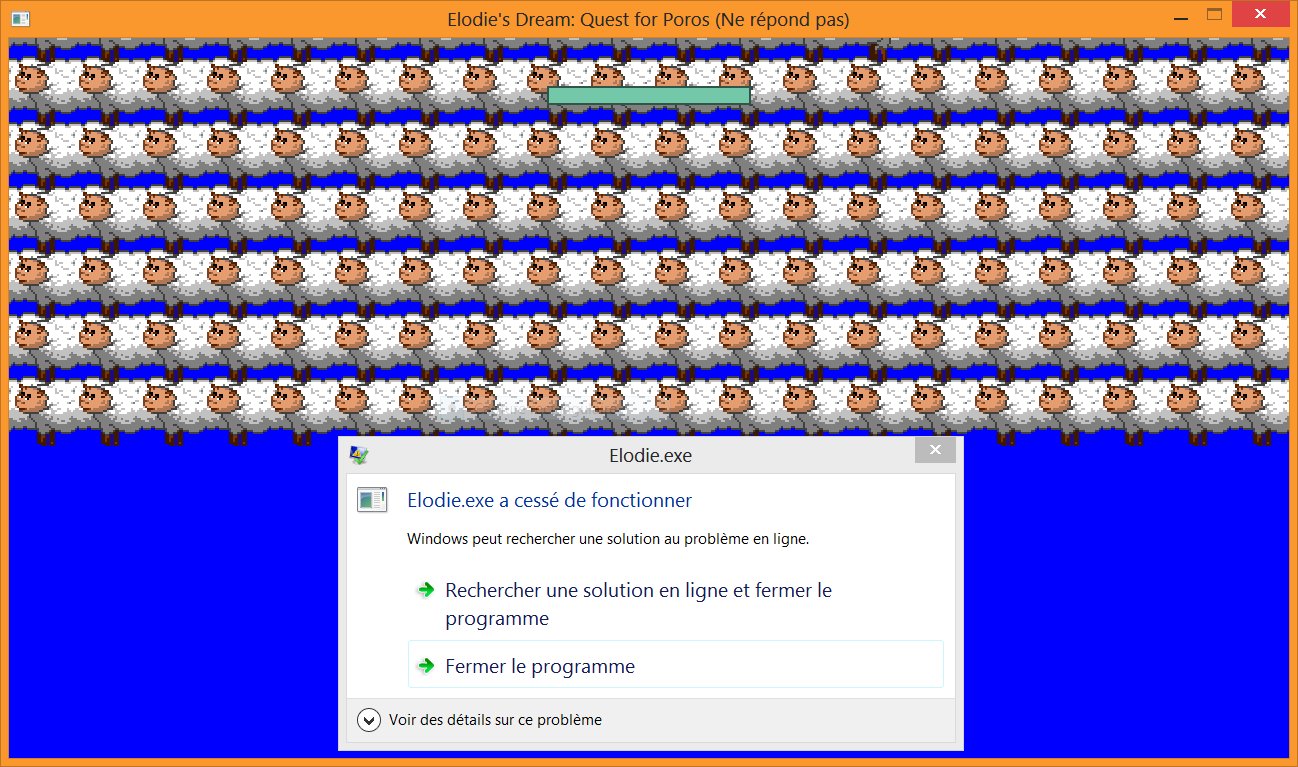 Elodie's Dream: Quest for Poros (Ne répond pas)
Elodie.exe
Elodie.exe a cessé de fonctionner
Windows peut rechercher une solution au problème en ligne.
Rechercher une solution en ligne et fermer le
programme
Fermer le programme
Voir des détails sur ce problème